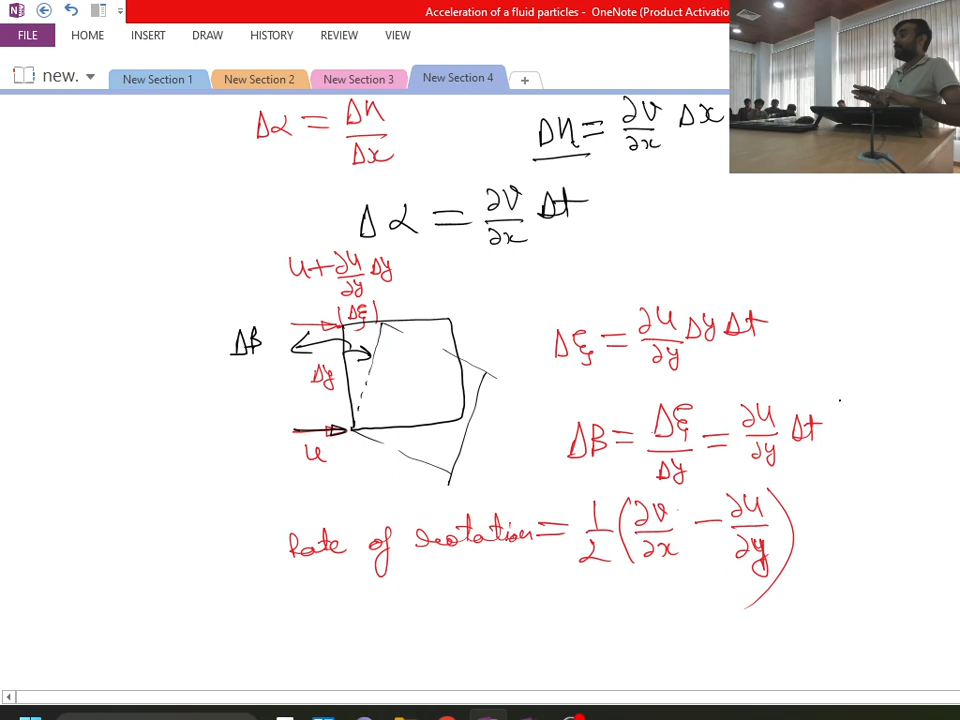 Acceleration of a fluid particles - OneNote (Product Activatio
FILE HOME INSERT DRAW HISTORY REVIEW VIEW
new. New Section 1 New Section 2 New Section 3 New Section 4 +
Δα = Δη/Δx
Δη = ∂v/∂x Δx
Δα = ∂v/∂x Δt
u + ∂u/∂y Δy
(Δξ)
ΔB
Δy
u
Δξ = ∂u/∂y Δy Δt
ΔB = Δξ/Δy = ∂u/∂y Δt
Rate of rotation = 1/2 (∂v/∂x − ∂u/∂y)